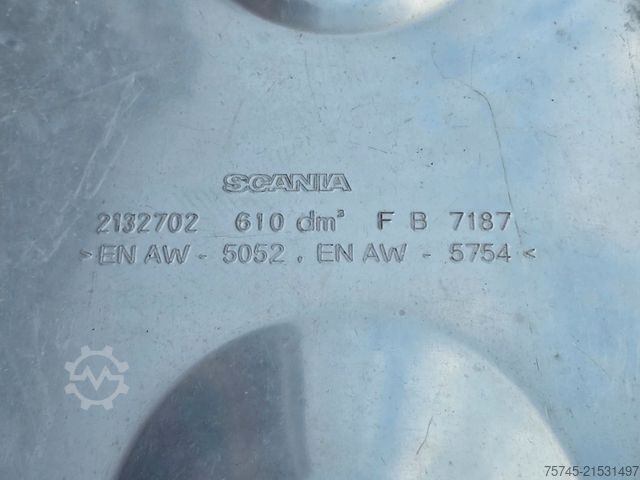 SCANIA
2132702 610 dm³ F B 7187
>EN AW - 5052 , EN AW - 5754<
75745-21531497